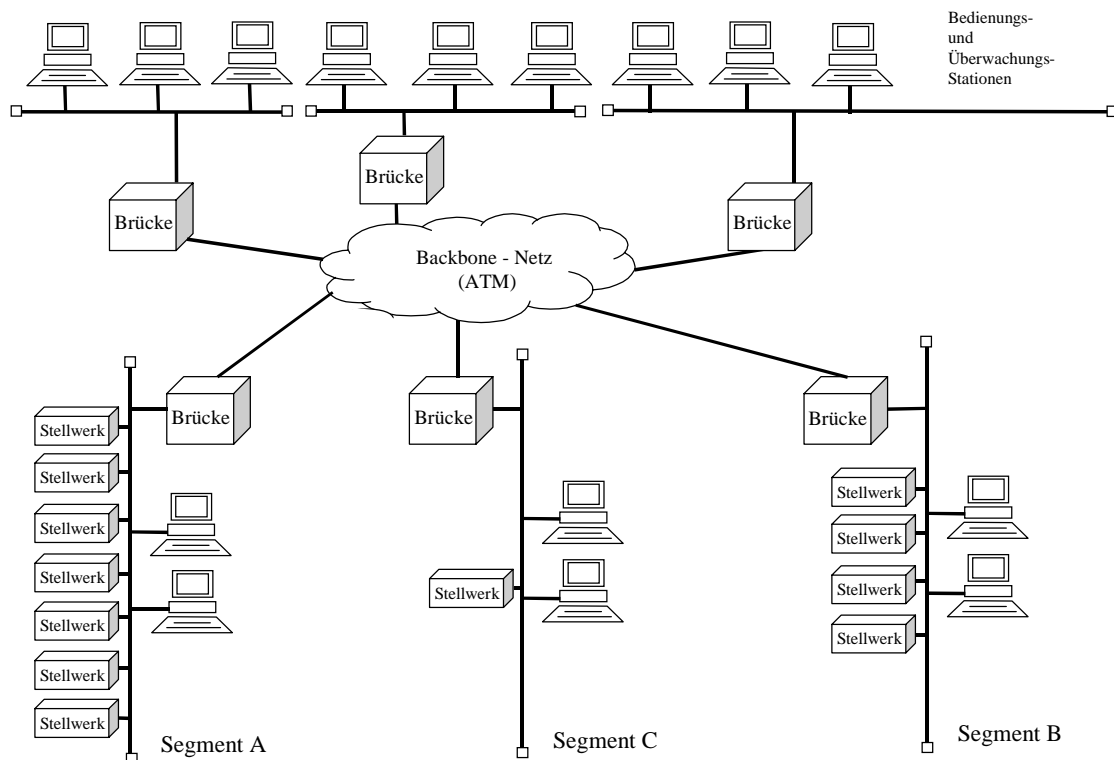 Bedienungs-
und
Überwachungs-
Stationen
Brücke
Brücke
Brücke
Backbone - Netz
(ATM)
Brücke
Brücke
Brücke
Stellwerk
Stellwerk
Stellwerk
Stellwerk
Stellwerk
Stellwerk
Stellwerk
Segment A
Stellwerk
Segment C
Stellwerk
Stellwerk
Stellwerk
Stellwerk
Segment B